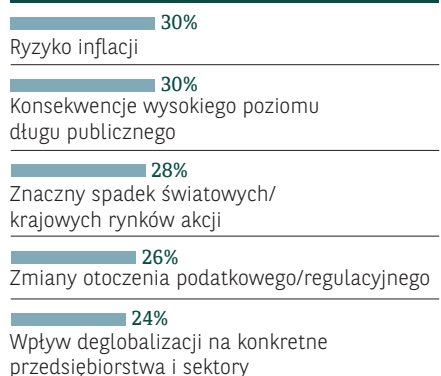 30%
Ryzyko inflacji
30%
Konsekwencje wysokiego poziomu
długu publicznego
28%
Znaczny spadek światowych/
krajowych rynków akcji
26%
Zmiany otoczenia podatkowego/regulacyjnego
24%
Wpływ deglobalizacji na konkretne
przedsiębiorstwa i sektory